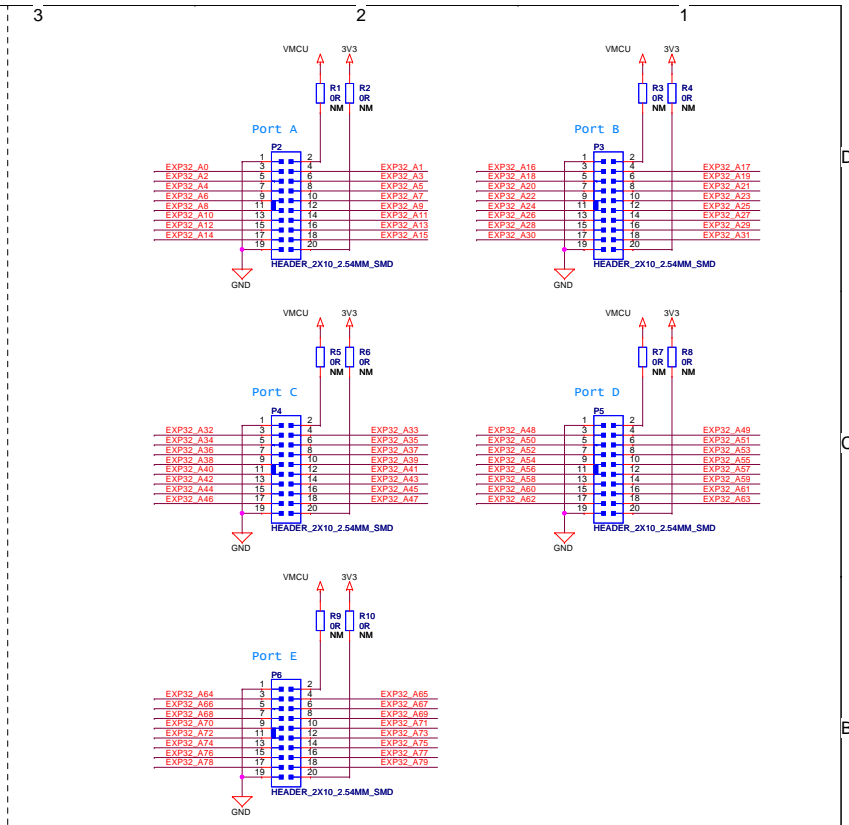 3 2 1
VMCU 3V3
R1 R2
0R 0R
NM NM
Port A
P2
1 2
EXP32_A0 3 4 EXP32_A1
EXP32_A2 5 6 EXP32_A3
EXP32_A4 7 8 EXP32_A5
EXP32_A6 9 10 EXP32_A7
EXP32_A8 11 12 EXP32_A9
EXP32_A10 13 14 EXP32_A11
EXP32_A12 15 16 EXP32_A13
EXP32_A14 17 18 EXP32_A15
19 20
HEADER_2X10_2.54MM_SMD
GND
VMCU 3V3
R3 R4
0R 0R
NM NM
Port B
P3
1 2
EXP32_A16 3 4 EXP32_A17
EXP32_A18 5 6 EXP32_A19
EXP32_A20 7 8 EXP32_A21
EXP32_A22 9 10 EXP32_A23
EXP32_A24 11 12 EXP32_A25
EXP32_A26 13 14 EXP32_A27
EXP32_A28 15 16 EXP32_A29
EXP32_A30 17 18 EXP32_A31
19 20
HEADER_2X10_2.54MM_SMD
GND
D
VMCU 3V3
R5 R6
0R 0R
NM NM
Port C
P4
1 2
EXP32_A32 3 4 EXP32_A33
EXP32_A34 5 6 EXP32_A35
EXP32_A36 7 8 EXP32_A37
EXP32_A38 9 10 EXP32_A39
EXP32_A40 11 12 EXP32_A41
EXP32_A42 13 14 EXP32_A43
EXP32_A44 15 16 EXP32_A45
EXP32_A46 17 18 EXP32_A47
19 20
HEADER_2X10_2.54MM_SMD
GND
VMCU 3V3
R7 R8
0R 0R
NM NM
Port D
P5
1 2
EXP32_A48 3 4 EXP32_A49
EXP32_A50 5 6 EXP32_A51
EXP32_A52 7 8 EXP32_A53
EXP32_A54 9 10 EXP32_A55
EXP32_A56 11 12 EXP32_A57
EXP32_A58 13 14 EXP32_A59
EXP32_A60 15 16 EXP32_A61
EXP32_A62 17 18 EXP32_A63
19 20
HEADER_2X10_2.54MM_SMD
GND
C
VMCU 3V3
R9 R10
0R 0R
NM NM
Port E
P6
1 2
EXP32_A64 3 4 EXP32_A65
EXP32_A66 5 6 EXP32_A67
EXP32_A68 7 8 EXP32_A69
EXP32_A70 9 10 EXP32_A71
EXP32_A72 11 12 EXP32_A73
EXP32_A74 13 14 EXP32_A75
EXP32_A76 15 16 EXP32_A77
EXP32_A78 17 18 EXP32_A79
19 20
HEADER_2X10_2.54MM_SMD
GND
B